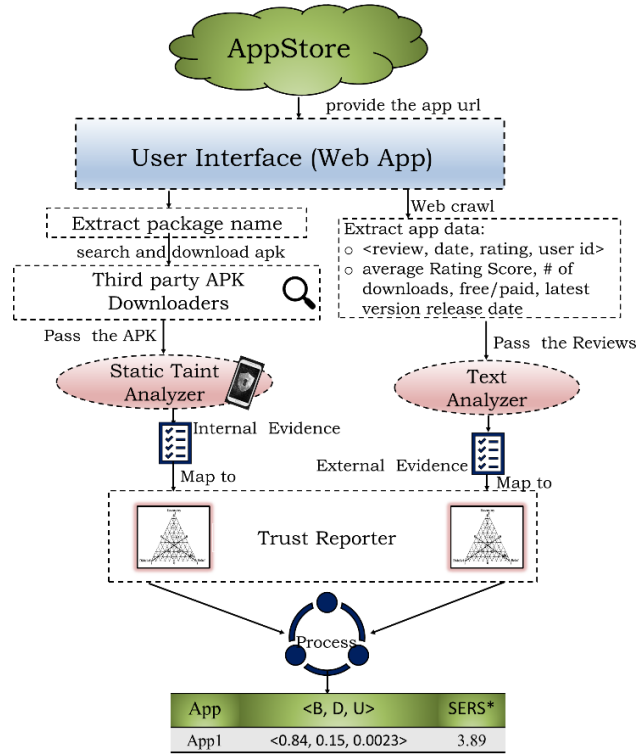 AppStore
provide the app url
User Interface (Web App)
Web crawl
Extract package name
search and download apk
Third party APK
Downloaders
Extract app data:
<review, date, rating, user id>
average Rating Score, # of
downloads, free/paid, latest
version release date
Pass the APK
Pass the Reviews
Static Taint
Analyzer
Text
Analyzer
Internal Evidence
External Evidence
Map to
Map to
Trust Reporter
Process
App <B, D, U> SERS*
App1 <0.84, 0.15, 0.0023> 3.89